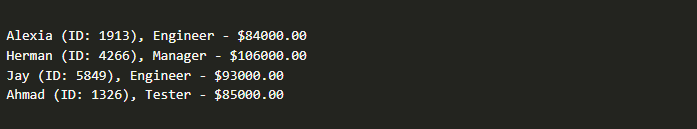 Alexia (ID: 1913), Engineer - $84000.00
Herman (ID: 4266), Manager - $106000.00
Jay (ID: 5849), Engineer - $93000.00
Ahmad (ID: 1326), Tester - $85000.00